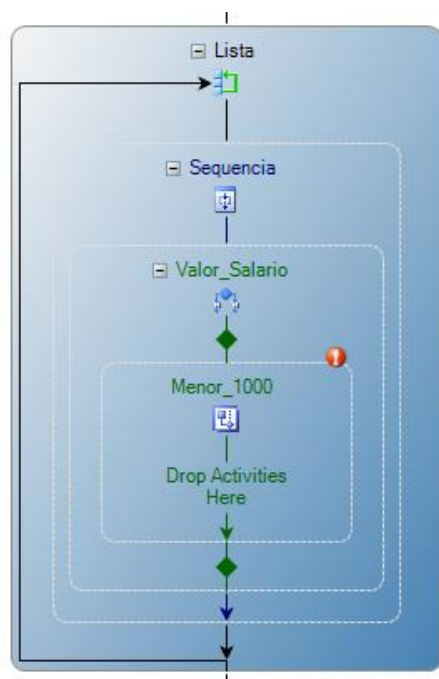 Lista
Sequencia
Valor_Salario
Menor_1000
Drop Activities
Here